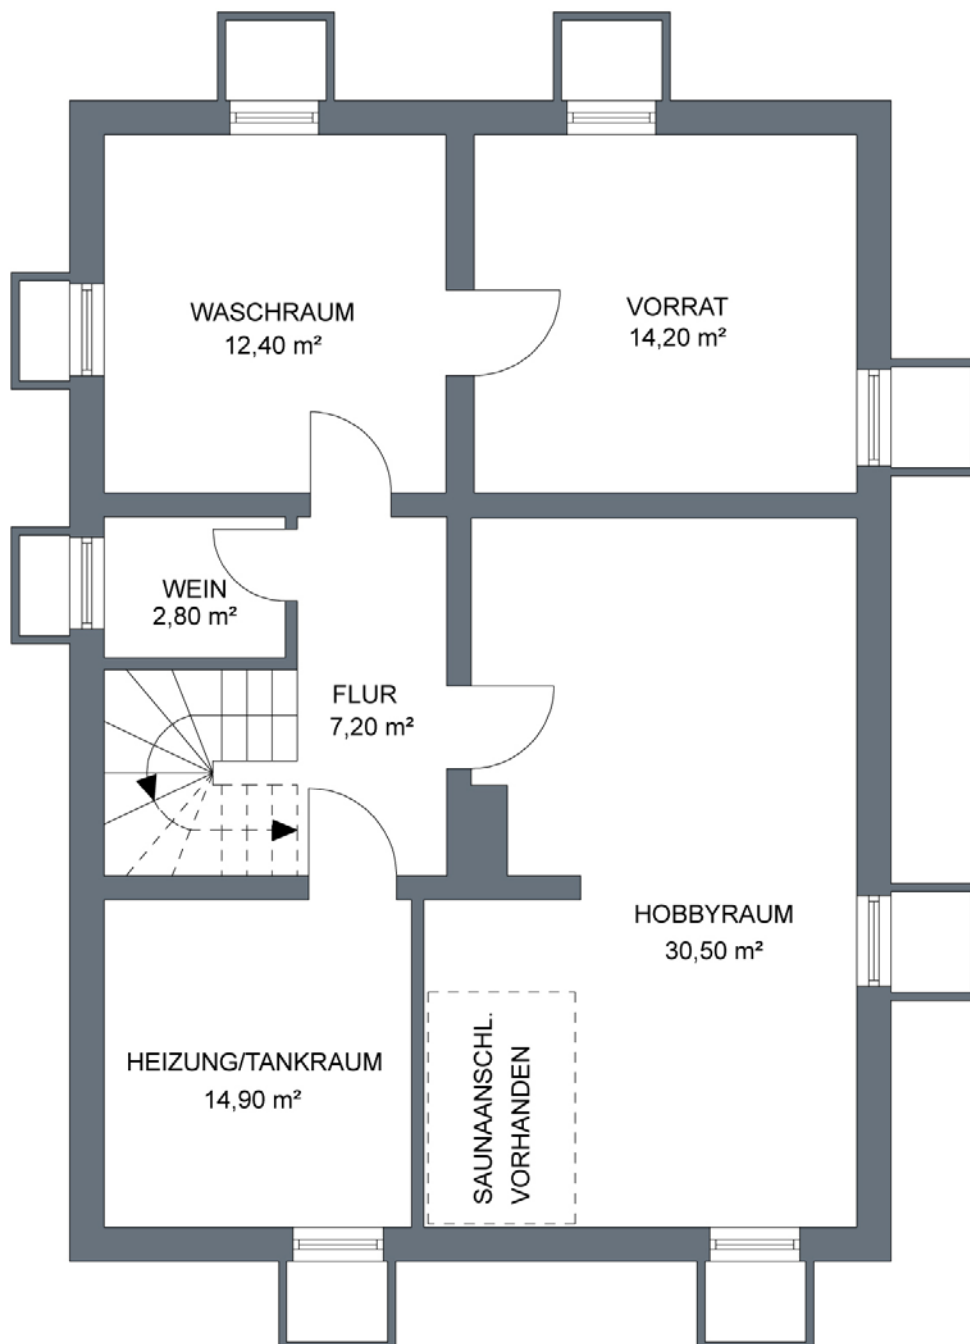 WASCHRAUM
12,40 m²
VORRAT
14,20 m²
WEIN
2,80 m²
FLUR
7,20 m²
HOBBYRAUM
30,50 m²
HEIZUNG/TANKRAUM
14,90 m²
SAUNAANSCHL.
VORHANDEN